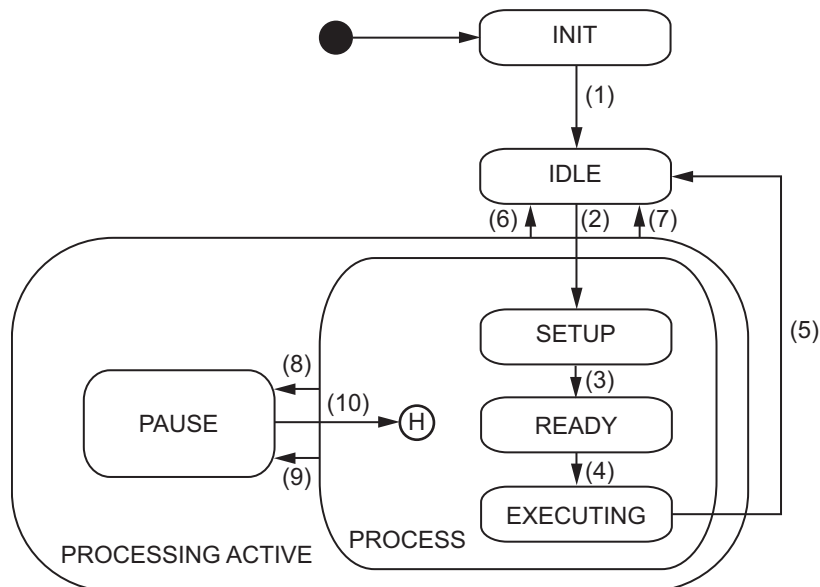 INIT
(1)
IDLE
(6)
(2)
(7)
SETUP
(5)
(8)
(3)
(10)
PAUSE
H
READY
(9)
(4)
EXECUTING
PROCESS
PROCESSING ACTIVE